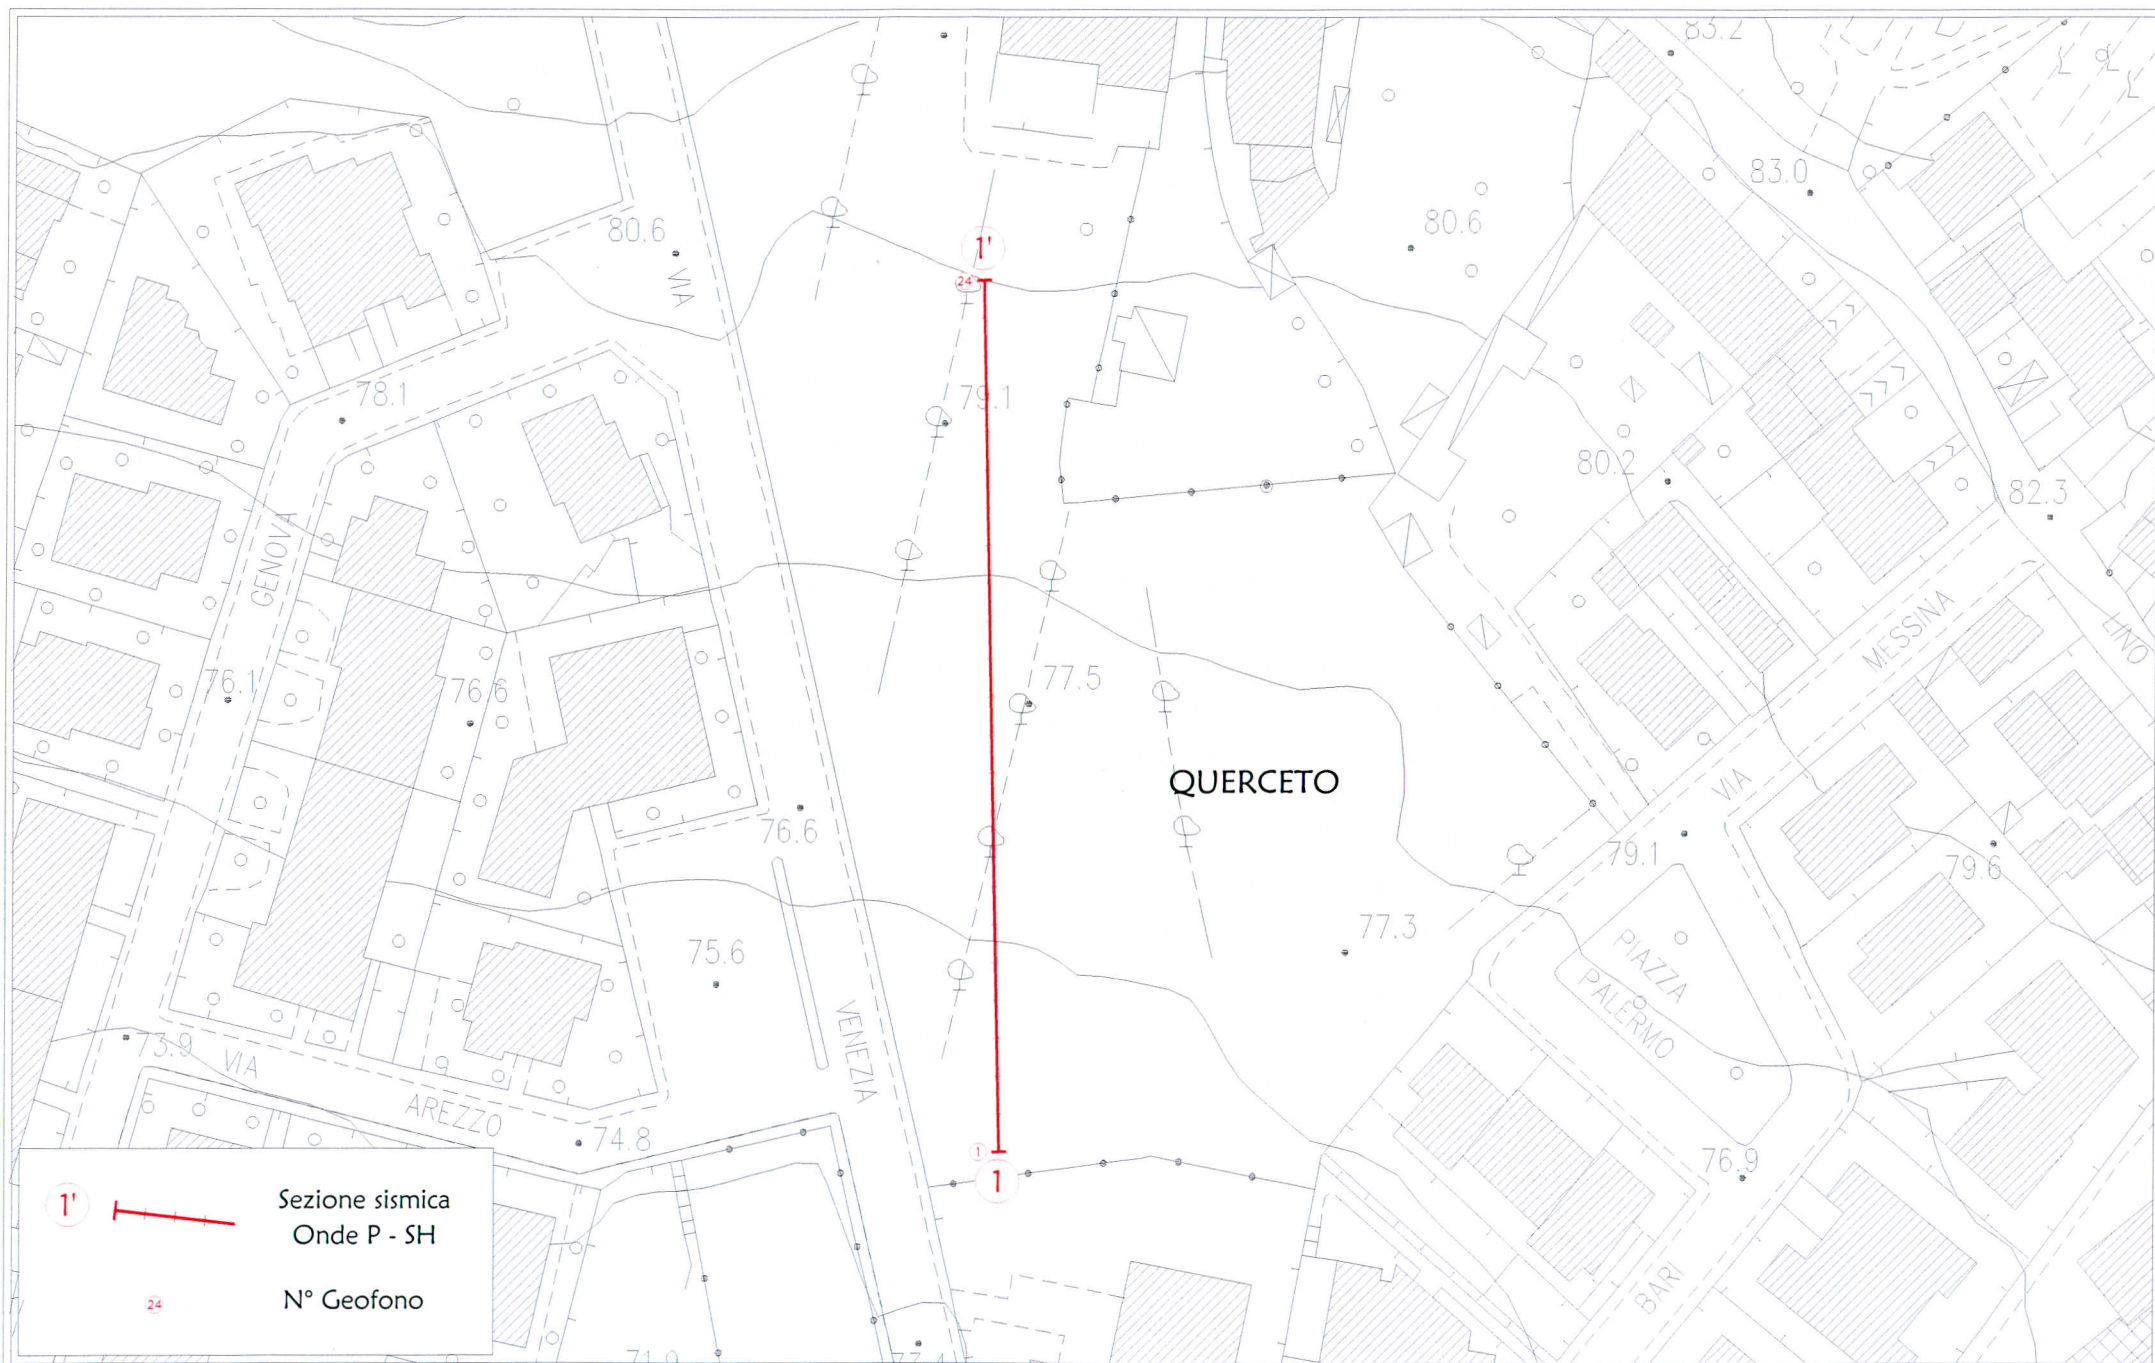 83.2
83.0
80.6
VIA
1'
24
80.6
78.1
79.1
80.2
82.3
GENOVA
MESSINA
76.1
76.6
77.5
QUERCETO
VIA
76.6
79.1
79.6
75.6
77.3
PIAZZA
PALERMO
VENEZIA
73.9
VIA
AREZZO
74.8
1
1
76.9
BARI
1'
Sezione sismica
Onde P - SH
24
N° Geofono